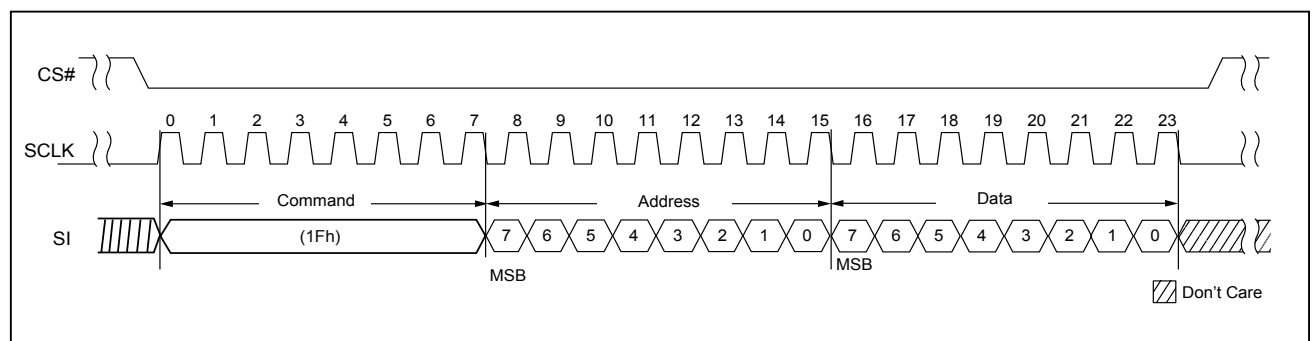 CS#
0 1 2 3 4 5 6 7 8 9 10 11 12 13 14 15 16 17 18 19 20 21 22 23
SCLK
Command Address Data
SI (1Fh) 7 6 5 4 3 2 1 0 7 6 5 4 3 2 1 0
MSB MSB
Don't Care